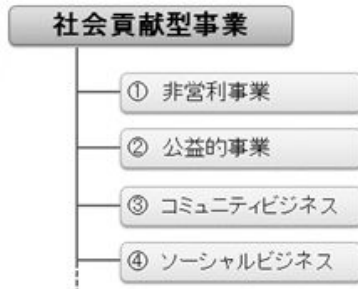 社会貢献型事業
① 非営利事業
② 公益的事業
③ コミュニティビジネス
④ ソーシャルビジネス